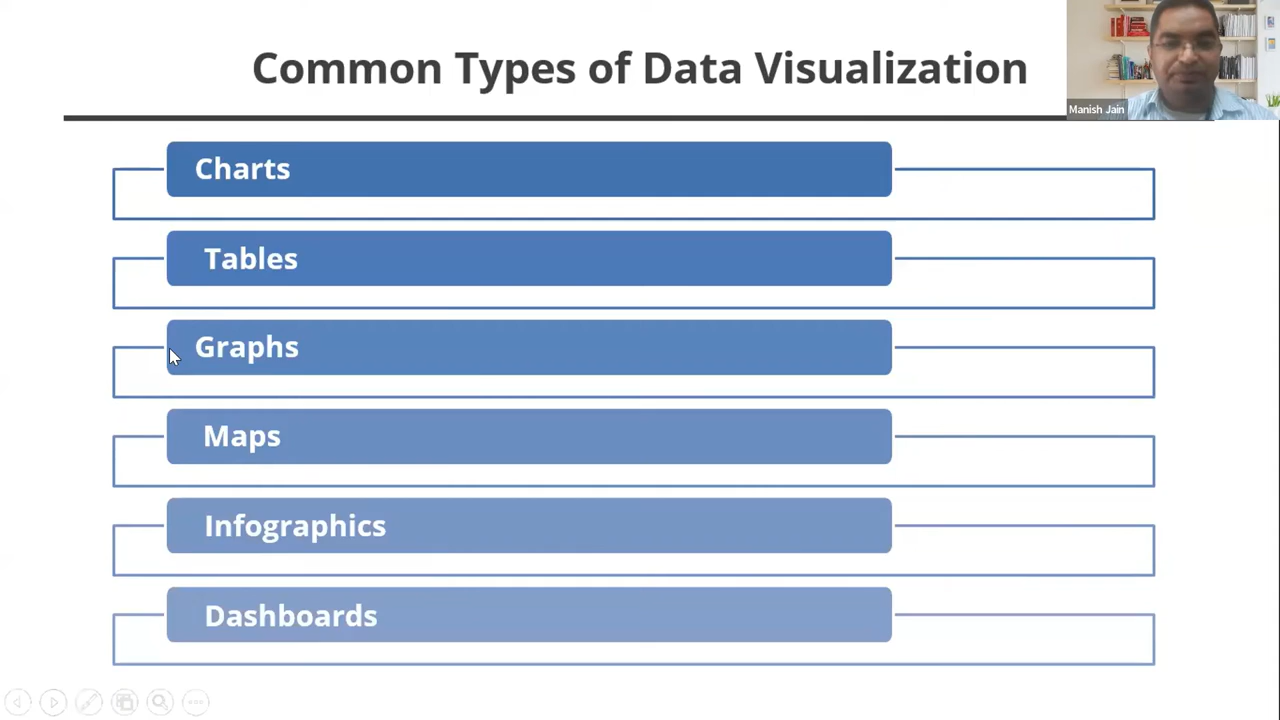 Common Types of Data Visualization
Manish Jain
Charts
Tables
Graphs
Maps
Infographics
Dashboards